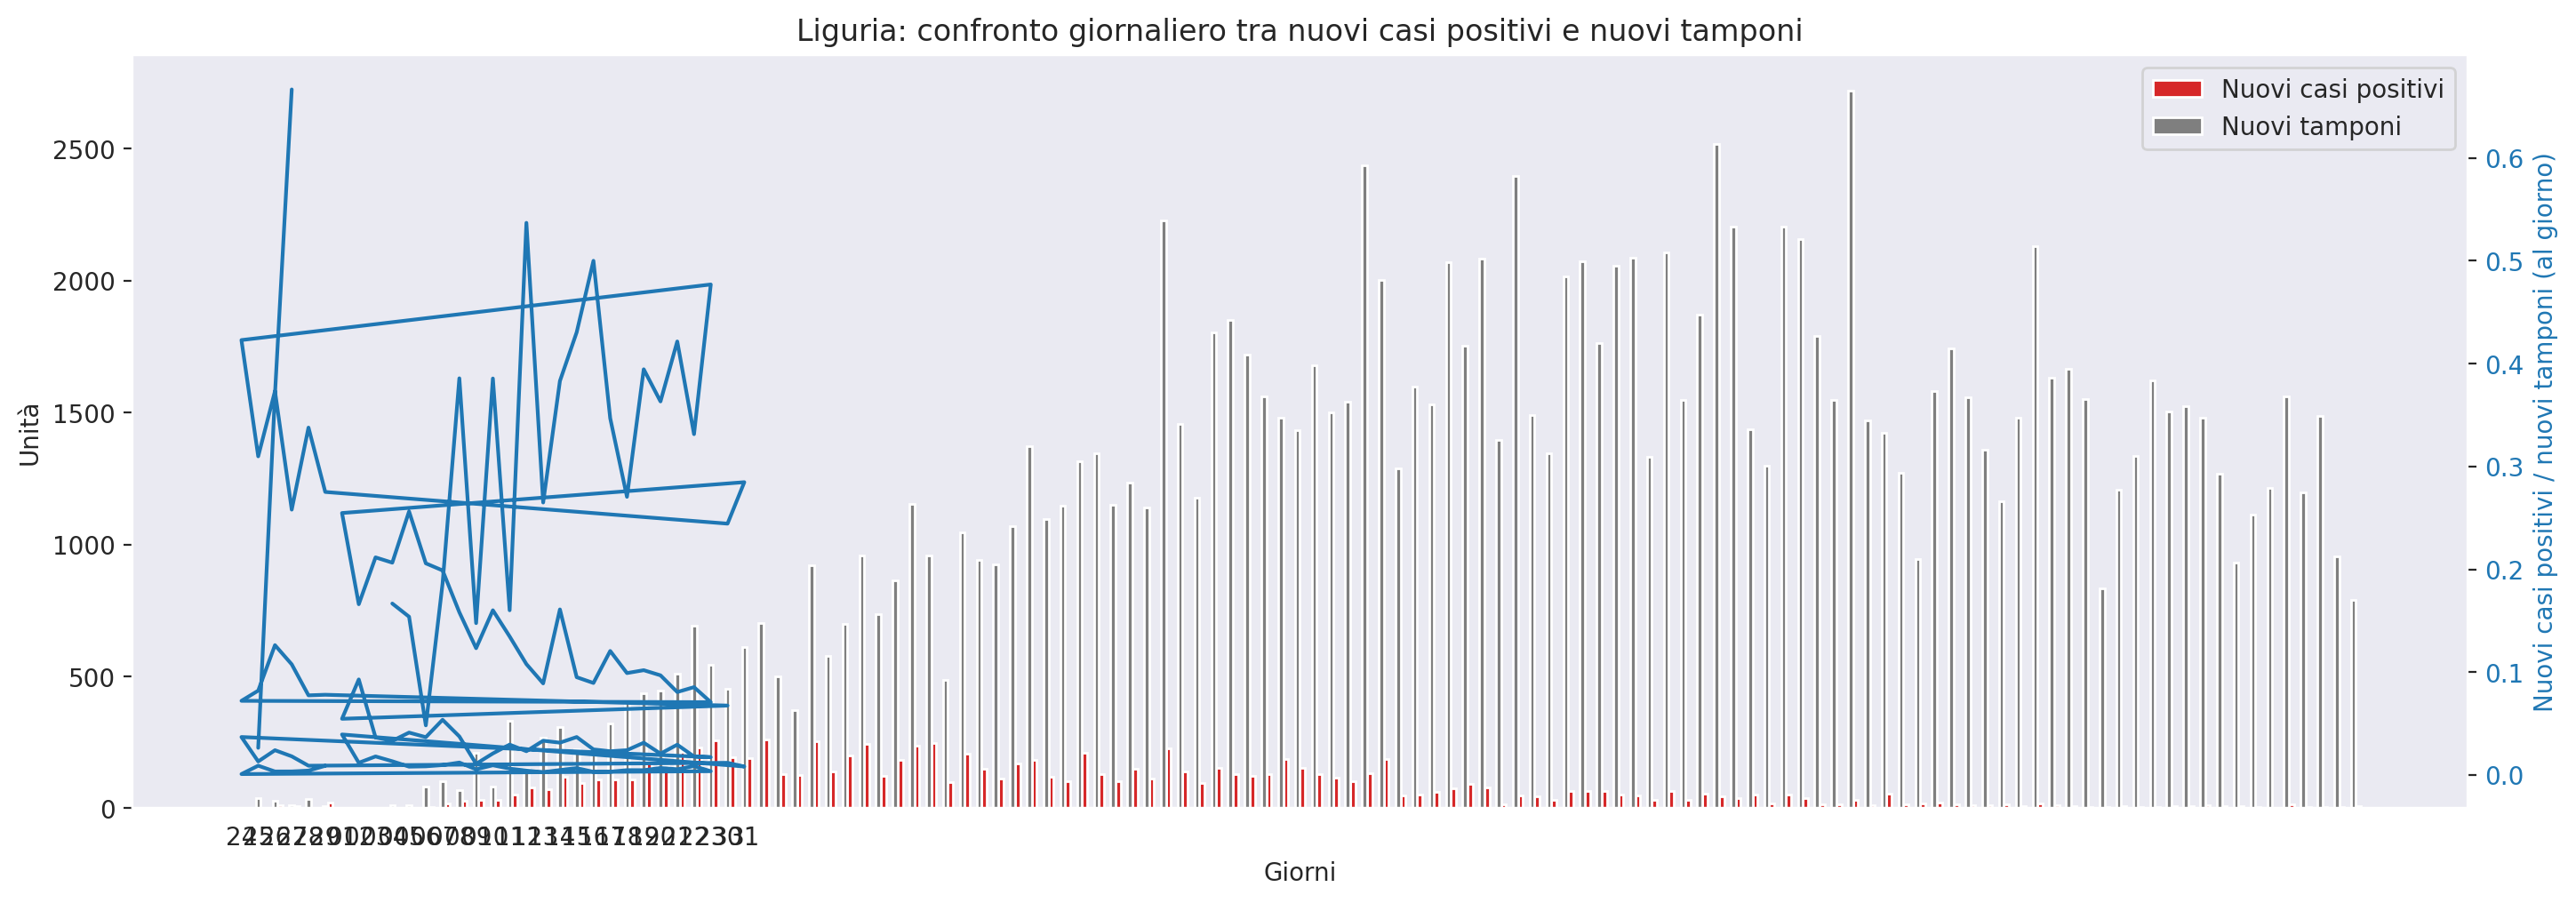 Liguria: confronto giornaliero tra nuovi casi positivi e nuovi tamponi
Nuovi casi positivi
Nuovi tamponi
Unità
2500
2000
1500
1000
500
0
0.6
0.5
0.4
0.3
0.2
0.1
0.0
Nuovi casi positivi / nuovi tamponi (al giorno)
Giorni